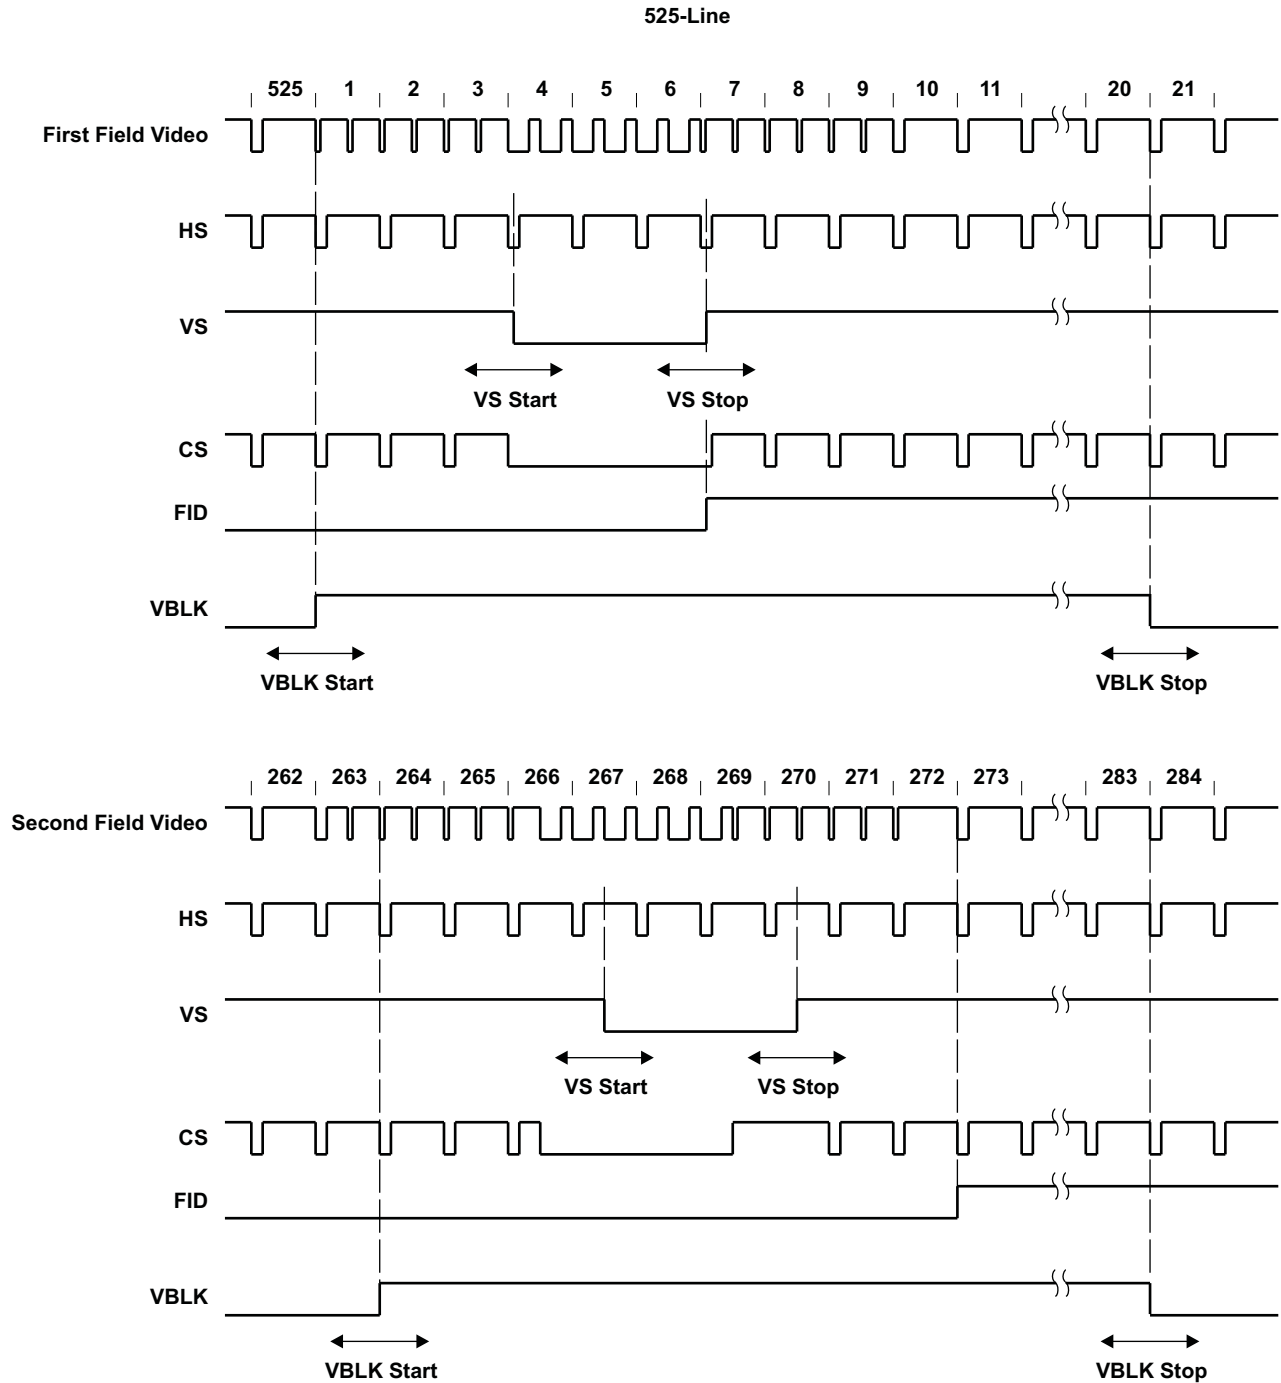 525-Line
525 1 2 3 4 5 6 7 8 9 10 11 20 21
First Field Video
HS
VS
VS Start VS Stop
CS
FID
VBLK
VBLK Start VBLK Stop
262 263 264 265 266 267 268 269 270 271 272 273 283 284
Second Field Video
HS
VS
VS Start VS Stop
CS
FID
VBLK
VBLK Start VBLK Stop